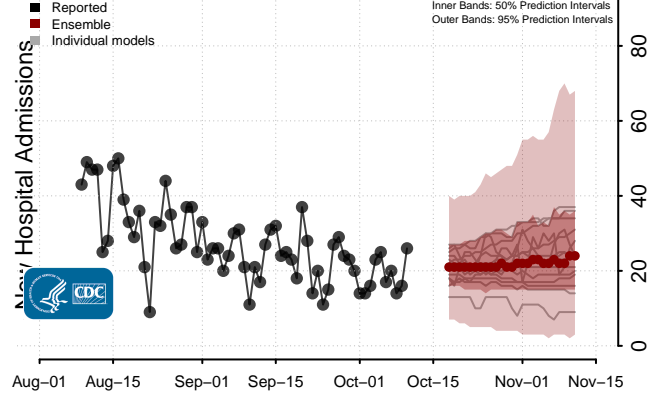 Reported
Ensemble
Individual models
Inner Bands: 50% Prediction Intervals
Outer Bands: 95% Prediction Intervals
New Hospital Admissions
CDC
80
60
40
20
0
Aug–01
Aug–15
Sep–01
Sep–15
Oct–01
Oct–15
Nov–01
Nov–15